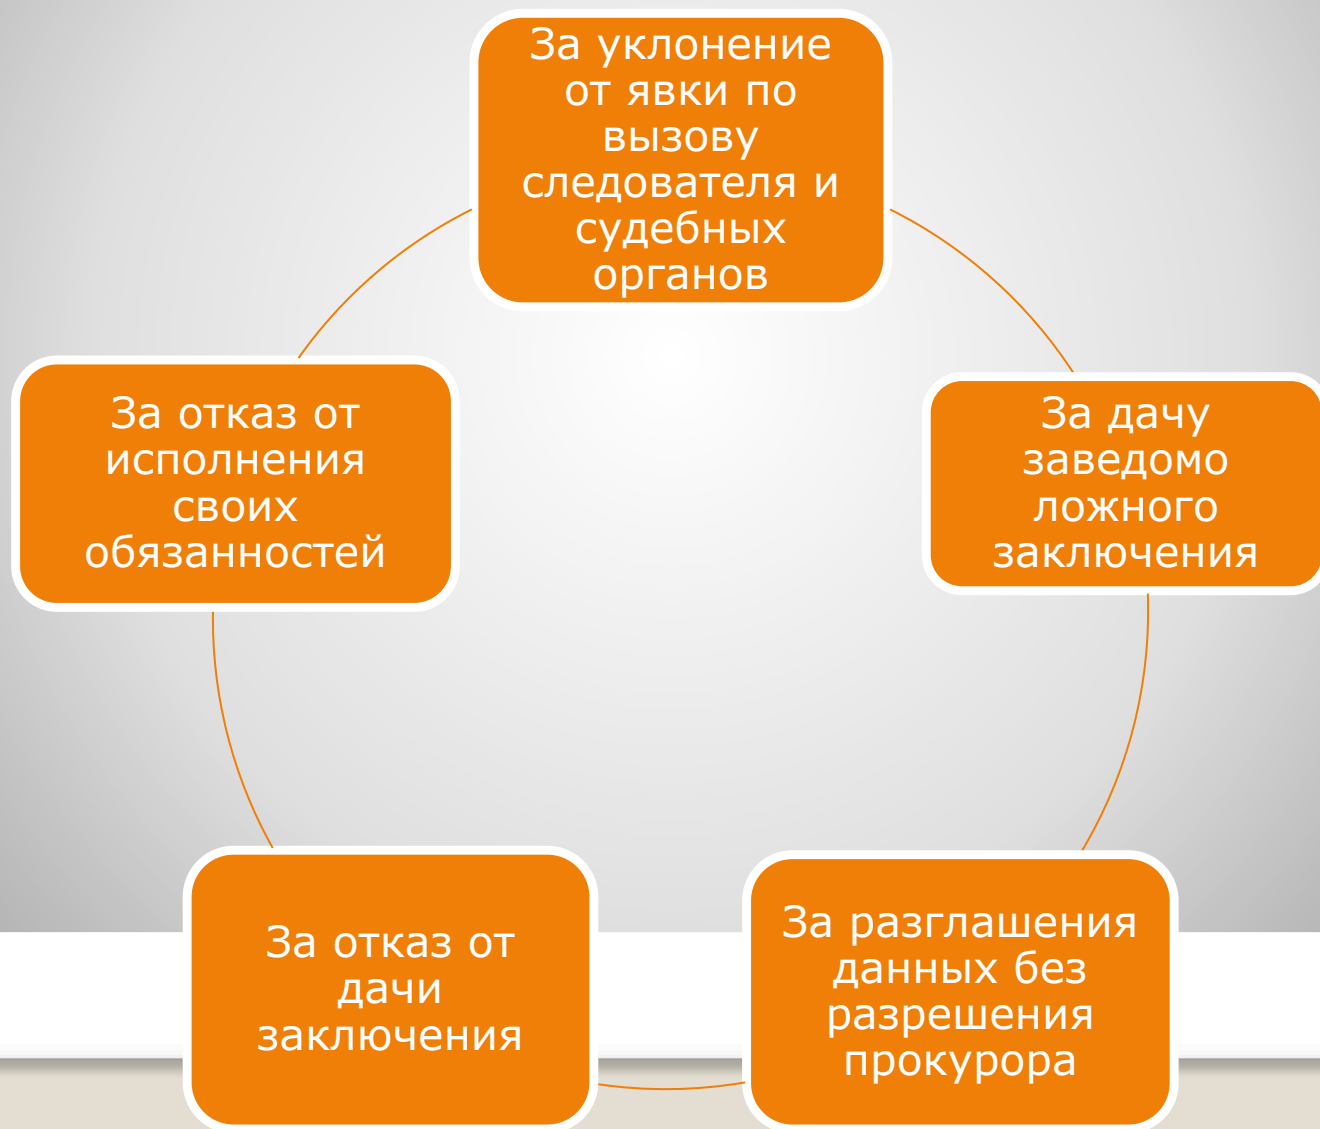 За уклонение
от явки по
вызову
следователя и
судебных
органов
За дачу
заведомо
ложного
заключения
За разглашения
данных без
разрешения
прокурора
За отказ от
дачи
заключения
За отказ от
исполнения
своих
обязанностей